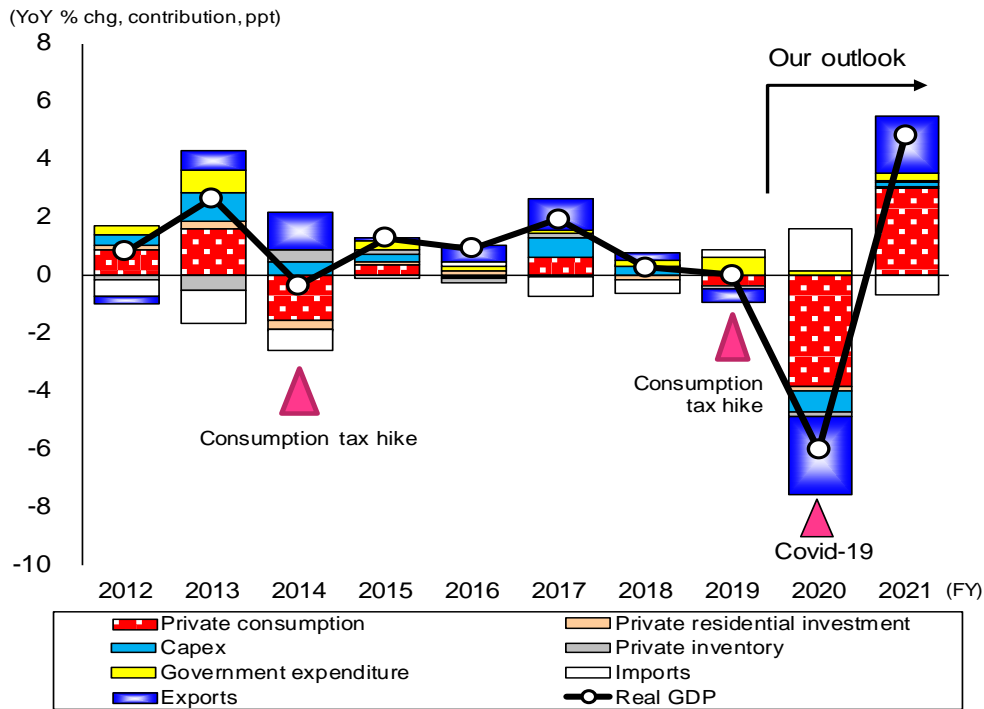 (YoY % chg, contribution, ppt)
8
6
4
2
0
-2
-4
-6
-8
-10
Our outlook
Consumption tax hike
Consumption
tax hike
Covid-19
2012 2013 2014 2015 2016 2017 2018 2019 2020 2021 (FY)
Private consumption Private residential investment
Capex Private inventory
Government expenditure Imports
Exports Real GDP